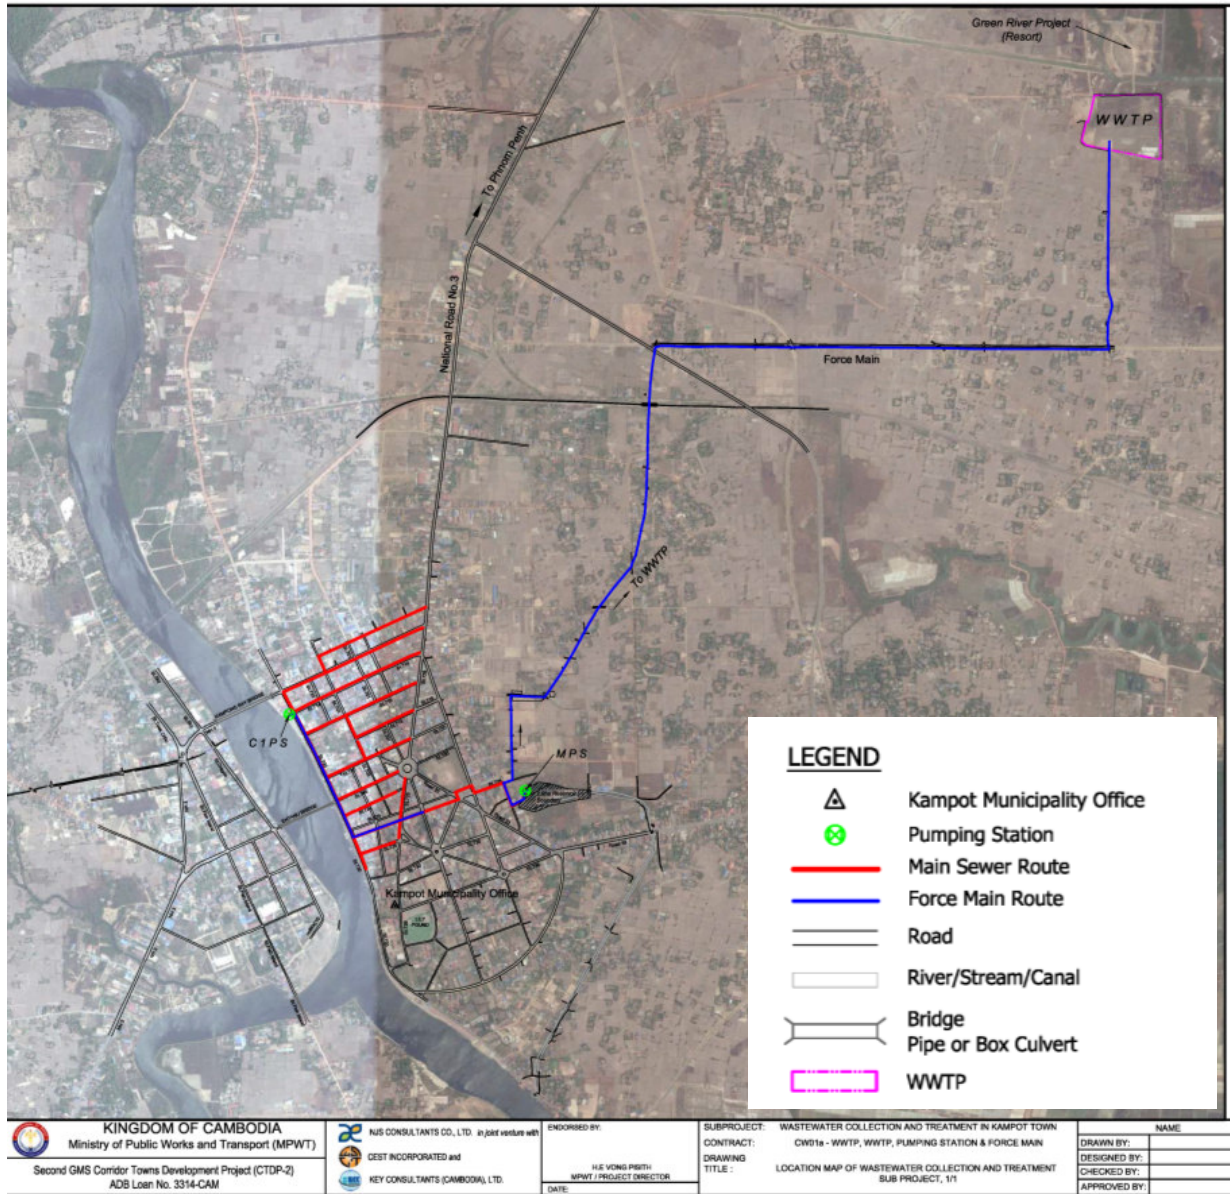 Green River Project
(Resort)
WWTP
To Phnom Penh
National Road No.3
Force Main
To WWTP
C1PS
MPS
Kampot Municipality Office
LEGEND
Kampot Municipality Office
Pumping Station
Main Sewer Route
Force Main Route
Road
River/Stream/Canal
Bridge
Pipe or Box Culvert
WWTP
KINGDOM OF CAMBODIA
Ministry of Public Works and Transport (MPWT)
Second GMS Corridor Towns Development Project (CTDP-2)
ADB Loan No. 3314-CAM
NJS CONSULTANTS CO., LTD. in joint venture with
CEST INCORPORATED and
KEY CONSULTANTS (CAMBODIA), LTD.
ENDORSED BY:
H.E VONG PISITH
MPWT / PROJECT DIRECTOR
DATE:
SUBPROJECT: WASTEWATER COLLECTION AND TREATMENT IN KAMPOT TOWN
CONTRACT: CW01a - WWTP, WWTP, PUMPING STATION & FORCE MAIN
DRAWING
TITLE : LOCATION MAP OF WASTEWATER COLLECTION AND TREATMENT
SUB PROJECT, 1/1
NAME
DRAWN BY:
DESIGNED BY:
CHECKED BY:
APPROVED BY: